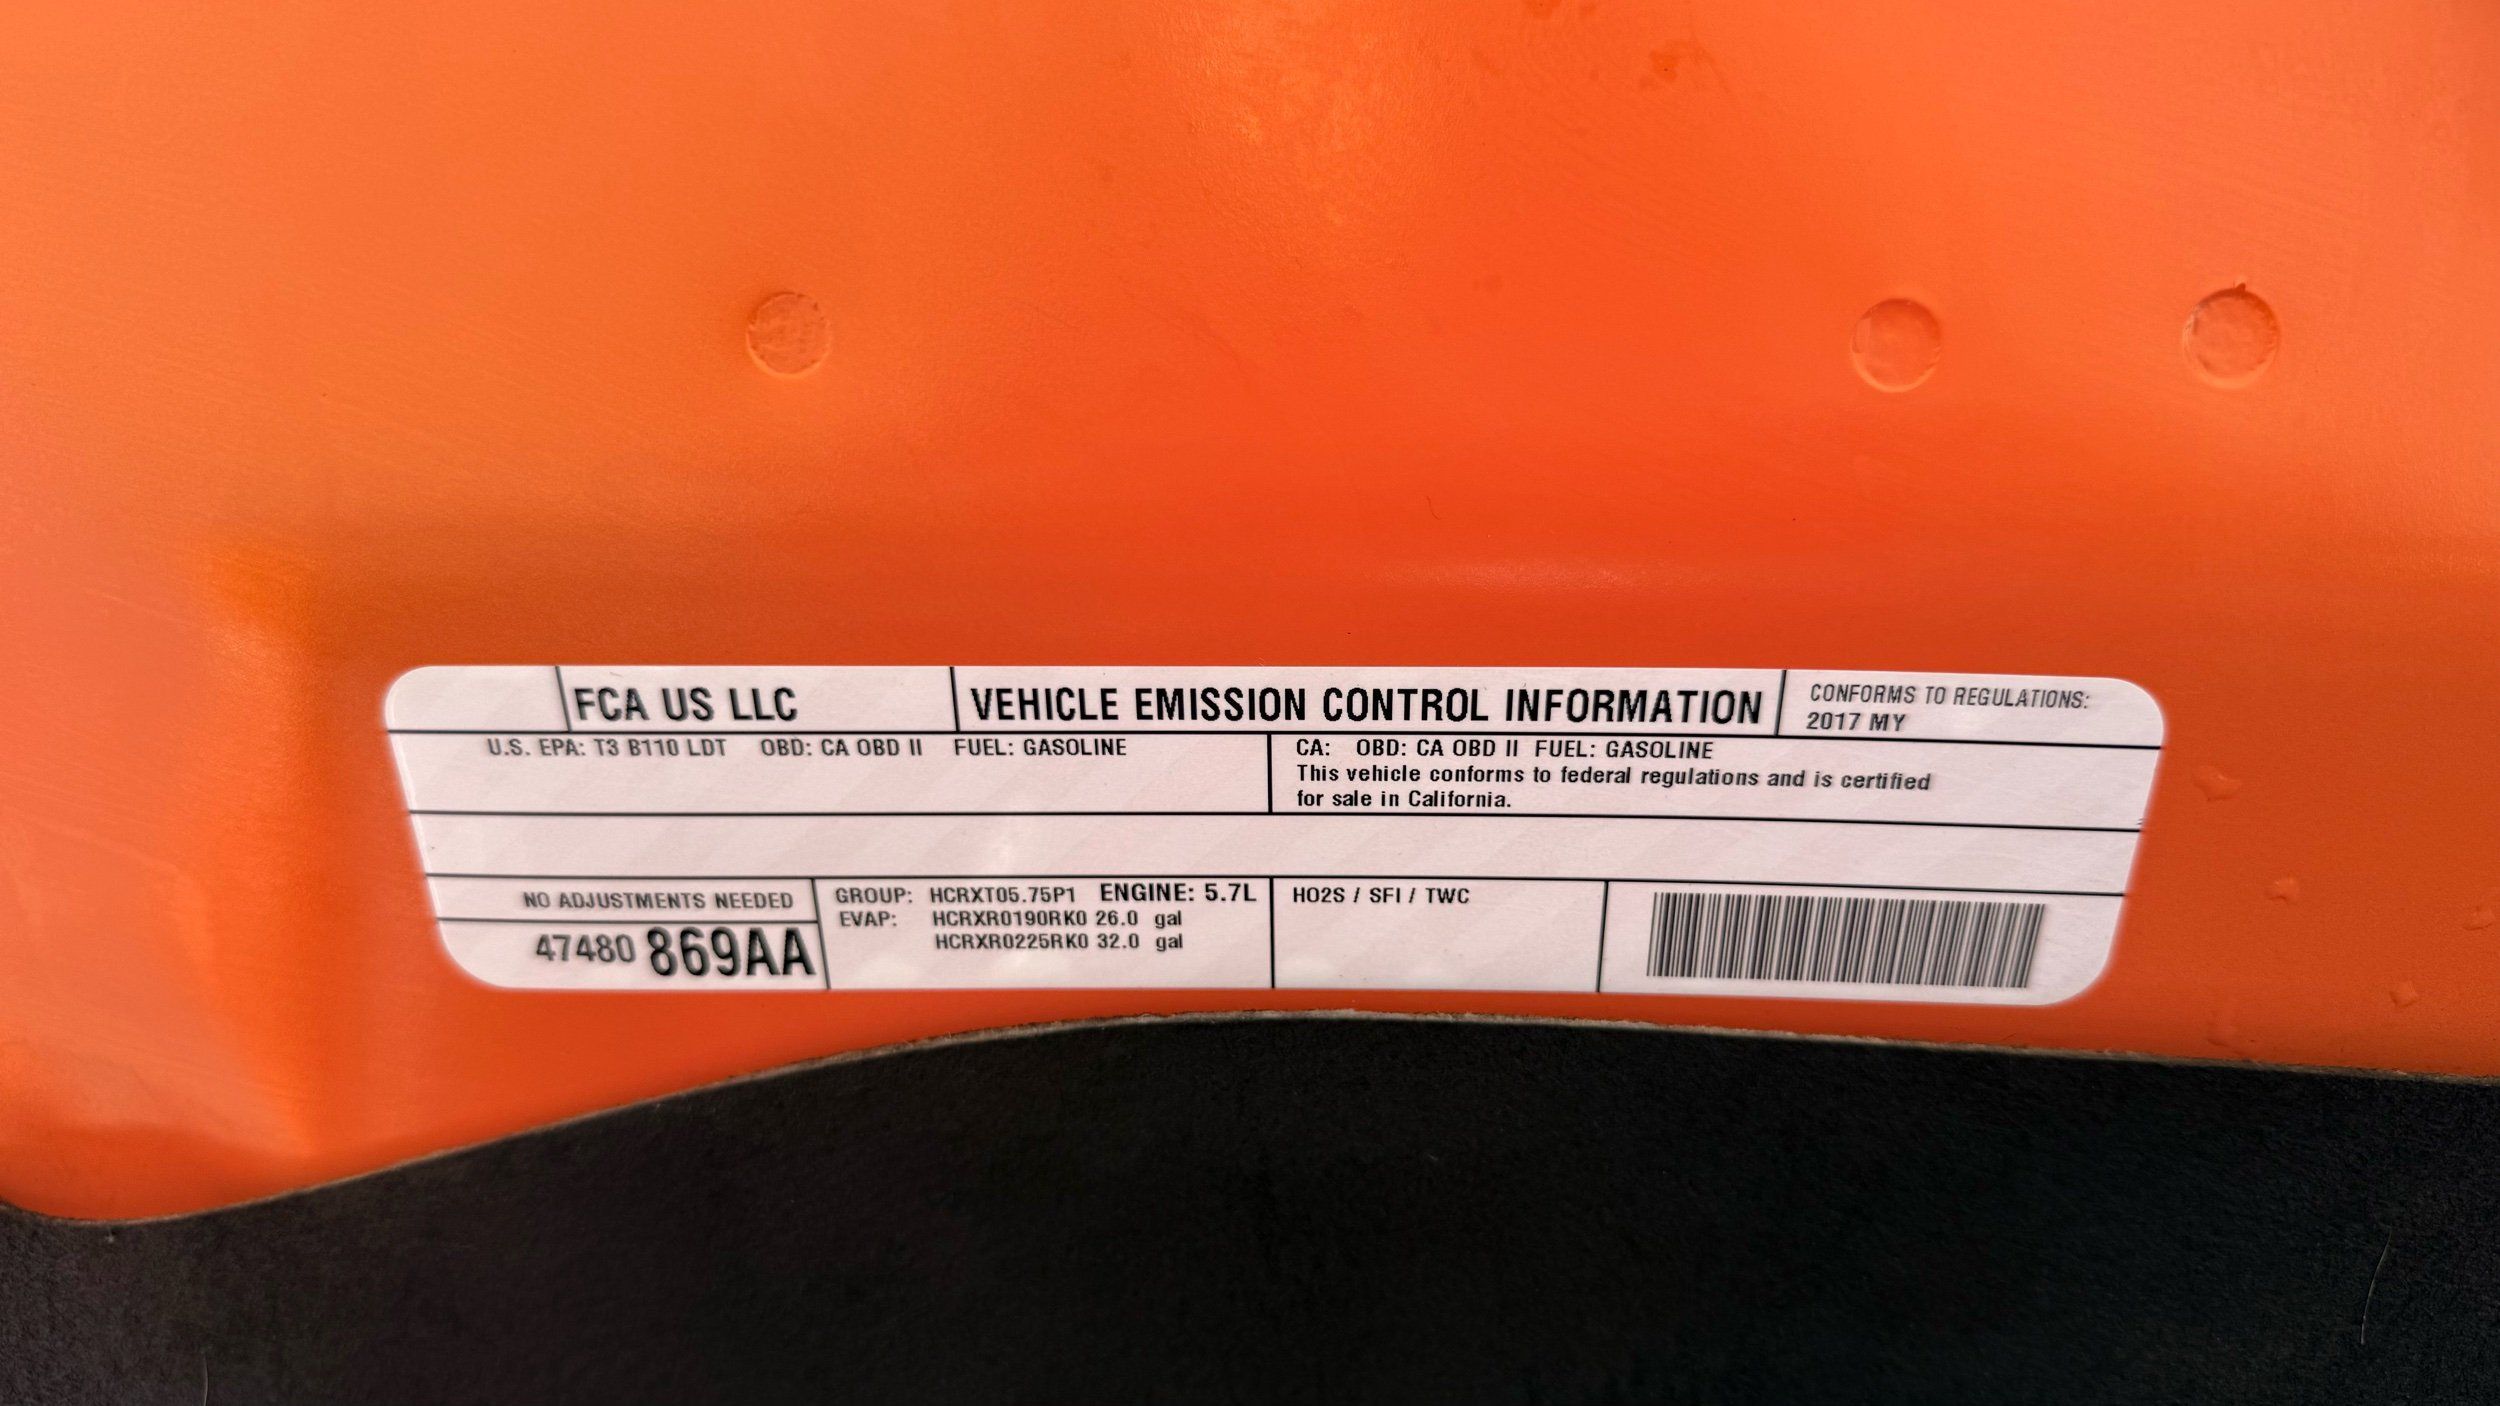 FCA US LLC VEHICLE EMISSION CONTROL INFORMATION CONFORMS TO REGULATIONS:
2017 MY
U.S. EPA: T3 B110 LDT OBD: CA OBD II FUEL: GASOLINE
CA: OBD: CA OBD II FUEL: GASOLINE
This vehicle conforms to federal regulations and is certified
for sale in California.
NO ADJUSTMENTS NEEDED
47480 869AA
GROUP: HCRXT05.75P1 ENGINE: 5.7L
EVAP: HCRXR0190RK0 26.0 gal
HCRXR0225RK0 32.0 gal
HO2S / SFI / TWC